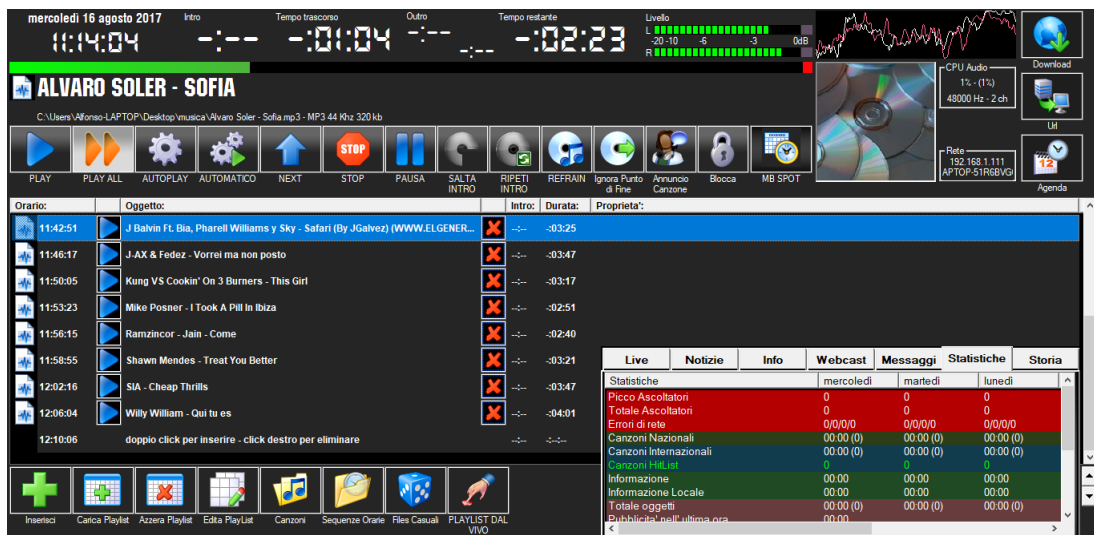 mercoledì 16 agosto 2017 Intro Tempo trascorso Outro Tempo restante Livello
11:14:04 -:-- -:01:04 -:-- -:-- -:02:23
L
-20 -10 -6 -3 0dB
R
Download
ALVARO SOLER - SOFIA
CPU Audio
1% - (1%)
48000 Hz - 2 ch
C:\Users\Alfonso-LAPTOP\Desktop\musica\Alvaro Soler - Sofia.mp3 - MP3 44 Khz 320 kb
Url
STOP
Rete
192.168.1.111
APTOP-51R6BVG
12
Agenda
PLAY PLAY ALL AUTOPLAY AUTOMATICO NEXT STOP PAUSA SALTA INTRO RIPETI INTRO REFRAIN Ignora Punto di Fine Annuncio Canzone Blocca MB SPOT
Orario: Oggetto: Intro: Durata: Proprieta':
11:42:51 J Balvin Ft. Bia, Pharell Williams y Sky - Safari (By JGalvez) (WWW.ELGENER... --:-- -:03:25
11:46:17 J-AX & Fedez - Vorrei ma non posto --:-- -:03:47
11:50:05 Kung VS Cookin' On 3 Burners - This Girl --:-- -:03:17
11:53:23 Mike Posner - I Took A Pill In Ibiza --:-- -:02:51
11:56:15 Ramzincor - Jain - Come --:-- -:02:40
11:58:55 Shawn Mendes - Treat You Better --:-- -:03:21
12:02:16 SIA - Cheap Thrills --:-- -:03:47
12:06:04 Willy William - Qui tu es --:-- -:04:01
12:10:06 doppio click per inserire - click destro per eliminare --:-- -:--:--
Live Notizie Info Webcast Messaggi Statistiche Storia
Statistiche mercoledì martedì lunedì
Picco Ascoltatori 0 0 0
Totale Ascoltatori 0 0 0
Errori di rete 0/0/0/0 0/0/0/0 0/0/0/0
Canzoni Nazionali 00:00 (0) 00:00 (0) 00:00 (0)
Canzoni Internazionali 00:00 (0) 00:00 (0) 00:00 (0)
Canzoni HitList 0 0 0
Informazione 00:00 00:00 00:00
Informazione Locale 00:00 00:00 00:00
Totale oggetti 00:00 (0) 00:00 (0) 00:00 (0)
Pubblicita' nell' ultima ora 00:00
Inserisci Carica Playlist Azzera Playlist Edita PlayList Canzoni Sequenze Orarie Files Casuali PLAYLIST DAL VIVO